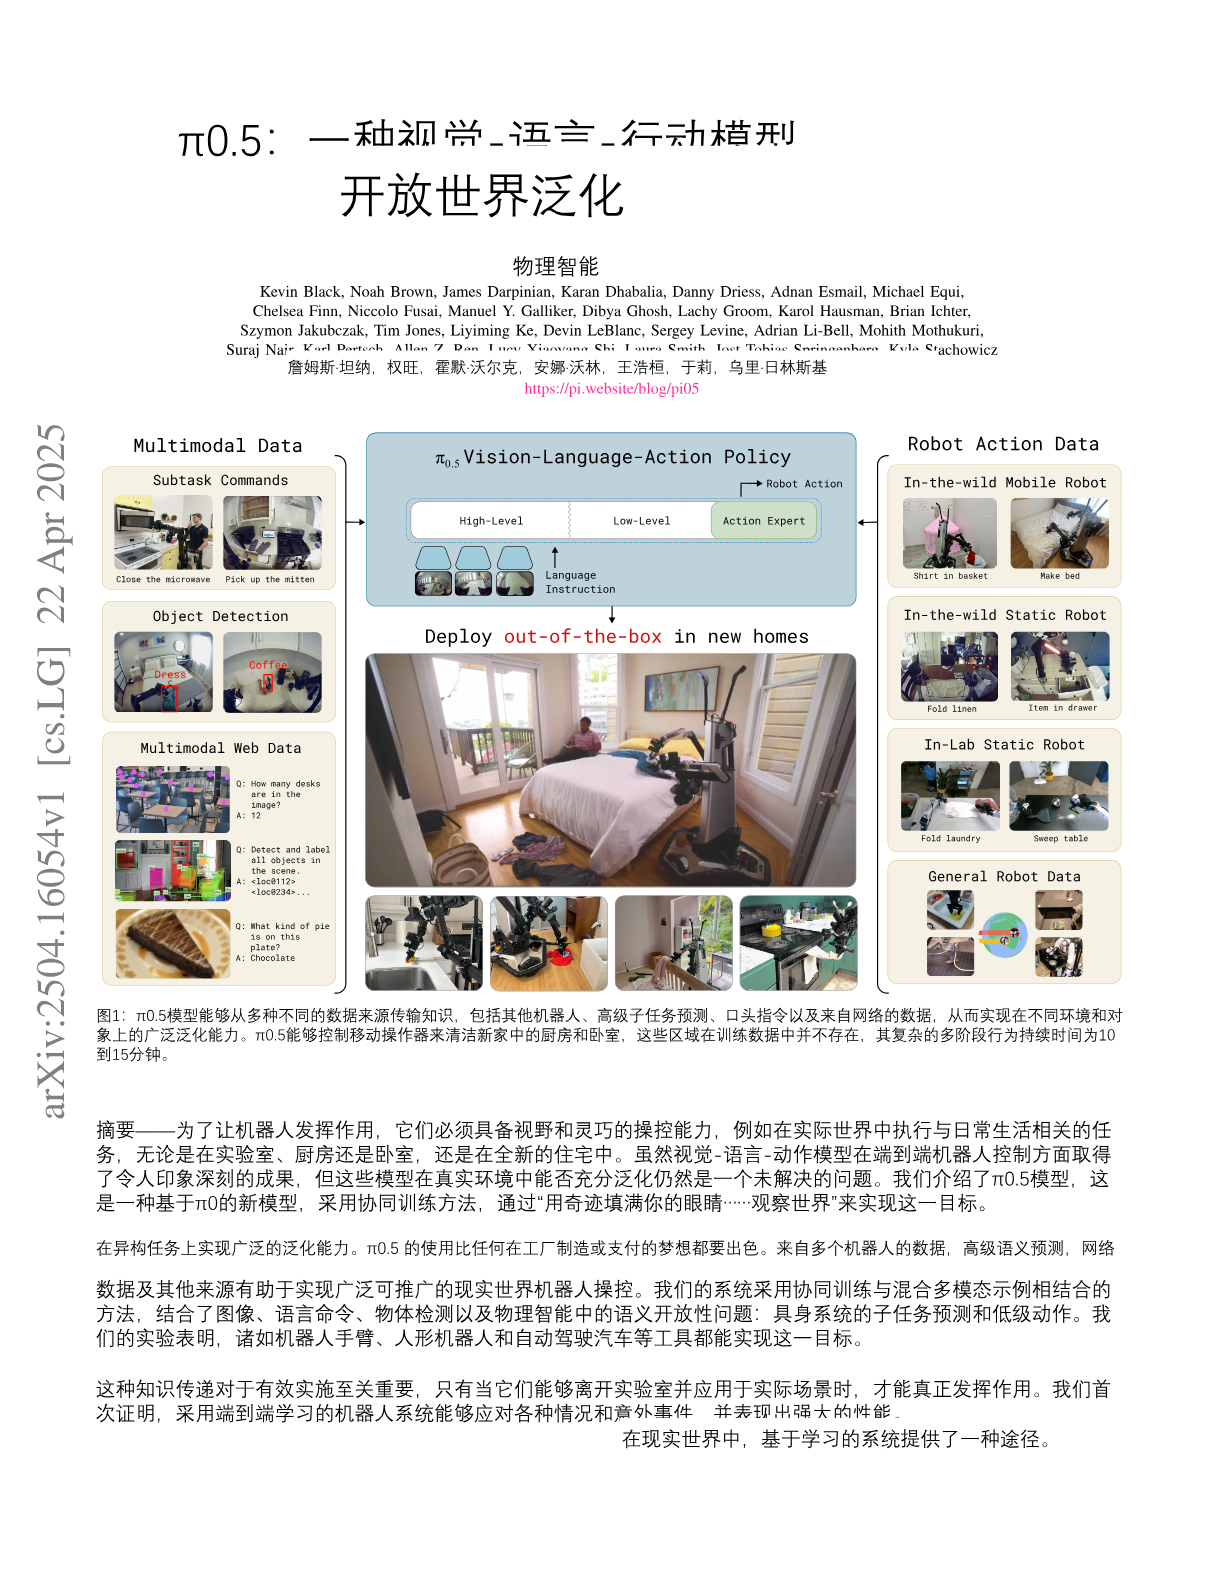 π0.5：一种视觉-语言-行动模型
开放世界泛化
物理智能
Kevin Black, Noah Brown, James Darpinian, Karan Dhabalia, Danny Driess, Adnan Esmail, Michael Equi,
Chelsea Finn, Niccolo Fusai, Manuel Y. Galliker, Dibya Ghosh, Lachy Groom, Karol Hausman, Brian Ichter,
Szymon Jakubczak, Tim Jones, Liyiming Ke, Devin LeBlanc, Sergey Levine, Adrian Li-Bell, Mohith Mothukuri,
Suraj Nair, Karl Pertsch, Allen Z. Ren, Lucy Xiaoyang Shi, Laura Smith, Jost Tobias Springenberg, Kyle Stachowicz
詹姆斯·坦纳，权旺，霍默·沃尔克，安娜·沃林，王浩桓，于莉，乌里·日林斯基
https://pi.website/blog/pi05
arXiv:2504.16054v1 [cs.LG] 22 Apr 2025
Multimodal Data
Subtask Commands
Close the microwave
Pick up the mitten
Object Detection
Dress
Coffee
Multimodal Web Data
Q: How many desks
are in the
image?
A: 12
Q: Detect and label
all objects in
the scene.
A: <loc0112>
<loc0234>...
Q: What kind of pie
is on this
plate?
A: Chocolate
π0.5 Vision-Language-Action Policy
Robot Action
High-Level
Low-Level
Action Expert
Language
Instruction
Deploy out-of-the-box in new homes
Robot Action Data
In-the-wild Mobile Robot
Shirt in basket
Make bed
In-the-wild Static Robot
Fold linen
Item in drawer
In-Lab Static Robot
Fold laundry
Sweep table
General Robot Data
图1：π0.5模型能够从多种不同的数据来源传输知识，包括其他机器人、高级子任务预测、口头指令以及来自网络的数据，从而实现在不同环境和对
象上的广泛泛化能力。π0.5能够控制移动操作器来清洁新家中的厨房和卧室，这些区域在训练数据中并不存在，其复杂的多阶段行为持续时间为10
到15分钟。
摘要——为了让机器人发挥作用，它们必须具备视野和灵巧的操控能力，例如在实际世界中执行与日常生活相关的任
务，无论是在实验室、厨房还是卧室，还是在全新的住宅中。虽然视觉-语言-动作模型在端到端机器人控制方面取得
了令人印象深刻的成果，但这些模型在真实环境中能否充分泛化仍然是一个未解决的问题。我们介绍了π0.5模型，这
是一种基于π0的新模型，采用协同训练方法，通过“用奇迹填满你的眼睛……观察世界”来实现这一目标。
在异构任务上实现广泛的泛化能力。π0.5 的使用比任何在工厂制造或支付的梦想都要出色。来自多个机器人的数据，高级语义预测，网络
数据及其他来源有助于实现广泛可推广的现实世界机器人操控。我们的系统采用协同训练与混合多模态示例相结合的
方法，结合了图像、语言命令、物体检测以及物理智能中的语义开放性问题：具身系统的子任务预测和低级动作。我
们的实验表明，诸如机器人手臂、人形机器人和自动驾驶汽车等工具都能实现这一目标。
这种知识传递对于有效实施至关重要，只有当它们能够离开实验室并应用于实际场景时，才能真正发挥作用。我们首
次证明，采用端到端学习的机器人系统能够应对各种情况和意外事件，并表现出强大的性能。
在现实世界中，基于学习的系统提供了一种途径。